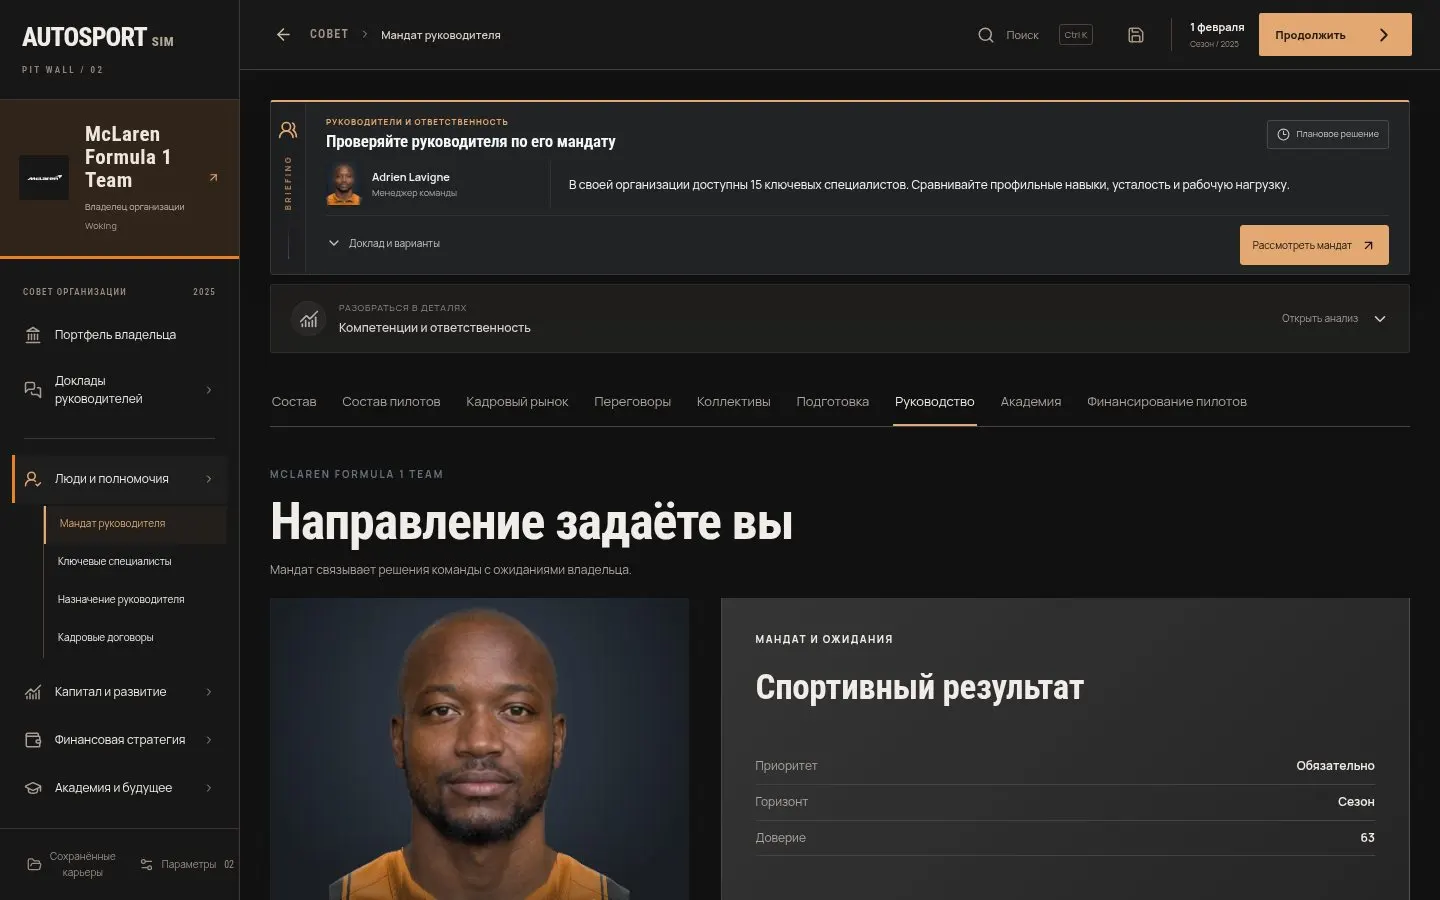 AUTOSPORT SIM
PIT WALL / 02
McLaren
Formula 1
Team
Владелец организации
Woking
McLaren
СОВЕТ ОРГАНИЗАЦИИ 2025
Портфель владельца
Доклады
руководителей
Люди и полномочия
Мандат руководителя
Ключевые специалисты
Назначение руководителя
Кадровые договоры
Капитал и развитие
Финансовая стратегия
Академия и будущее
Сохранённые
карьеры
Параметры 02
СОВЕТ
Мандат руководителя
Поиск
Ctrl K
1 февраля
Сезон / 2025
Продолжить
BRIEFING
РУКОВОДИТЕЛИ И ОТВЕТСТВЕННОСТЬ
Проверяйте руководителя по его мандату
Плановое решение
Adrien Lavigne
Менеджер команды
В своей организации доступны 15 ключевых специалистов. Сравнивайте профильные навыки, усталость и рабочую нагрузку.
Доклад и варианты
Рассмотреть мандат
РАЗОБРАТЬСЯ В ДЕТАЛЯХ
Компетенции и ответственность
Открыть анализ
Состав Состав пилотов Кадровый рынок Переговоры Коллективы Подготовка Руководство Академия Финансирование пилотов
MCLAREN FORMULA 1 TEAM
Направление задаёте вы
Мандат связывает решения команды с ожиданиями владельца.
МАНДАТ И ОЖИДАНИЯ
Спортивный результат
Приоритет Обязательно
Горизонт Сезон
Доверие 63